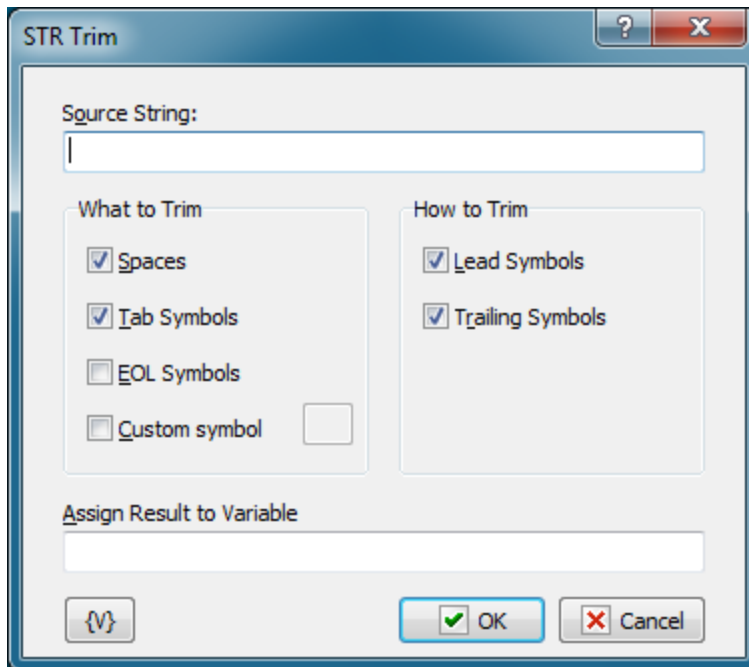 STR Trim
?
Source String:
What to Trim
How to Trim
Spaces
Lead Symbols
Tab Symbols
Trailing Symbols
EOL Symbols
Custom symbol
Assign Result to Variable
{V}
OK
Cancel